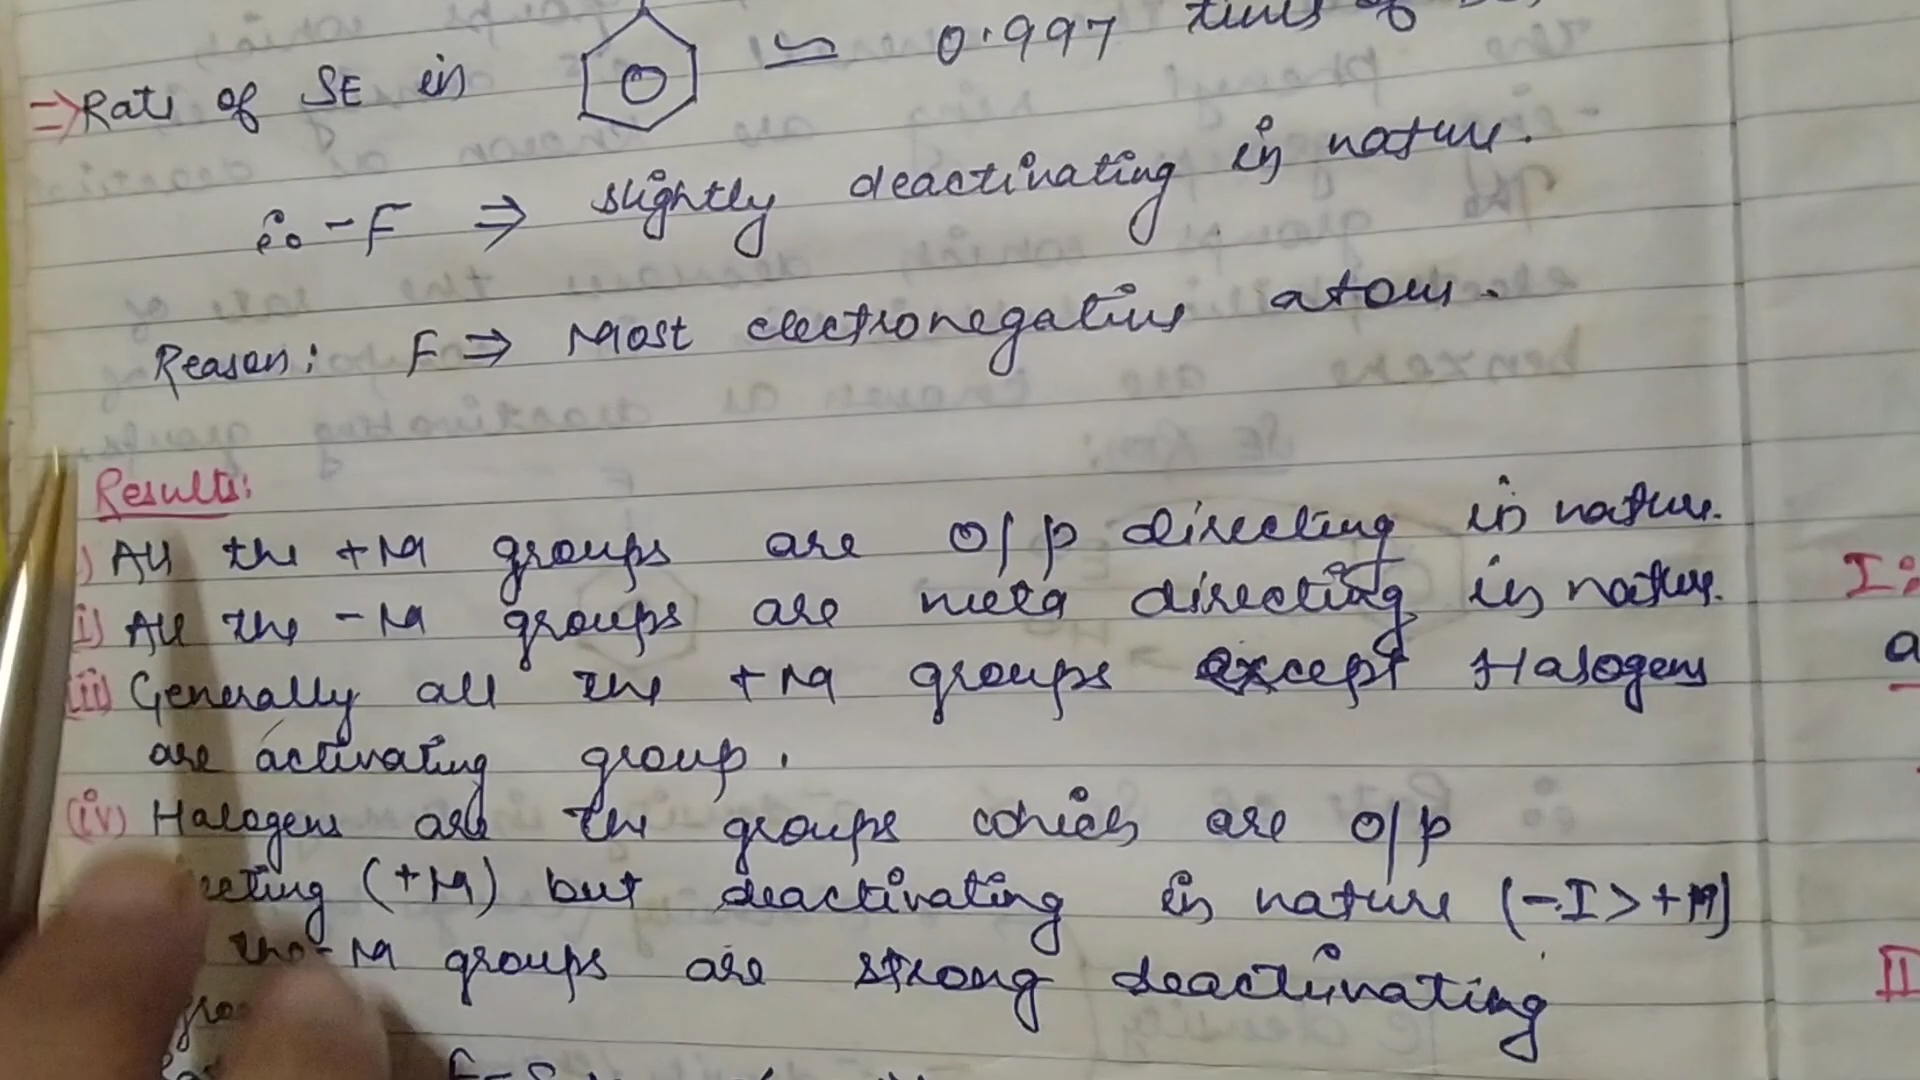 ⇒ Rate of SE in ≃ 0.997 times of
∴ -F ⇒ slightly deactivating in nature.
Reason: F ⇒ Most electronegative atom.
Results:
i) All the +M groups are o/p directing in nature.
ii) All the -M groups are meta directing in nature.
(iii) Generally all the +M groups except Halogens
are activating group.
(iv) Halogens are the groups which are o/p
(+M) but deactivating in nature (-I > +M)
the -M groups are strong deactivating
I:
a
II